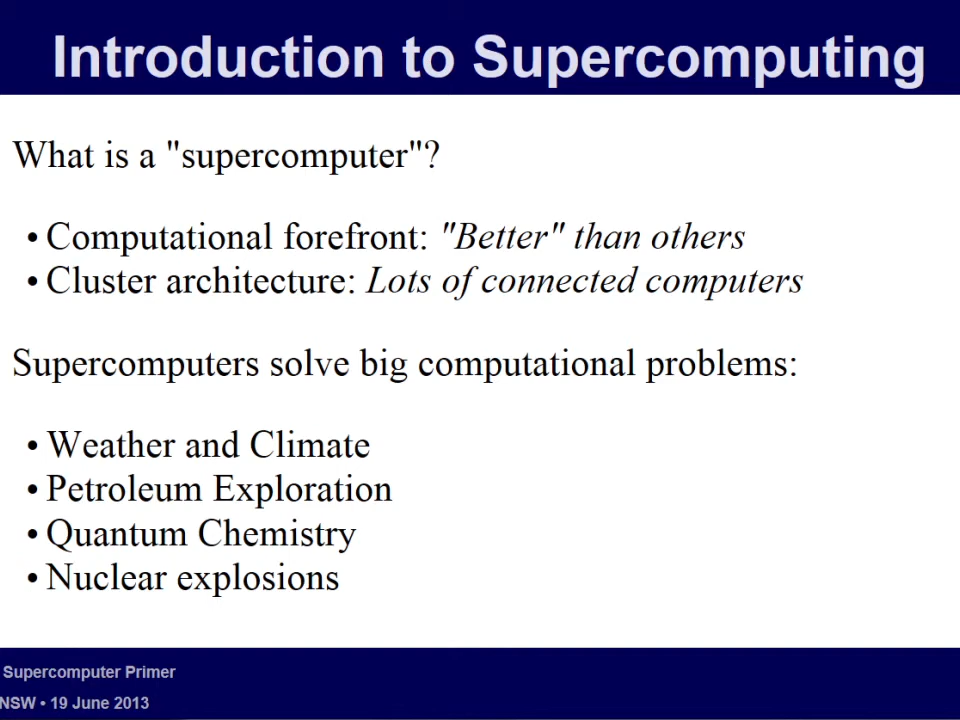 Introduction to Supercomputing
What is a "supercomputer"?
• Computational forefront: "Better" than others
• Cluster architecture: Lots of connected computers
Supercomputers solve big computational problems:
• Weather and Climate
• Petroleum Exploration
• Quantum Chemistry
• Nuclear explosions
Supercomputer Primer
NSW • 19 June 2013